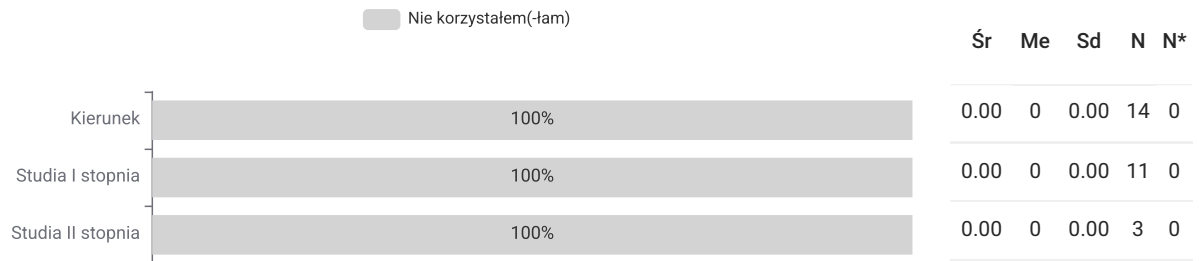 Nie korzystałem(-łam)
Śr Me Sd N N*
Kierunek 100% 0.00 0 0.00 14 0
Studia I stopnia 100% 0.00 0 0.00 11 0
Studia II stopnia 100% 0.00 0 0.00 3 0